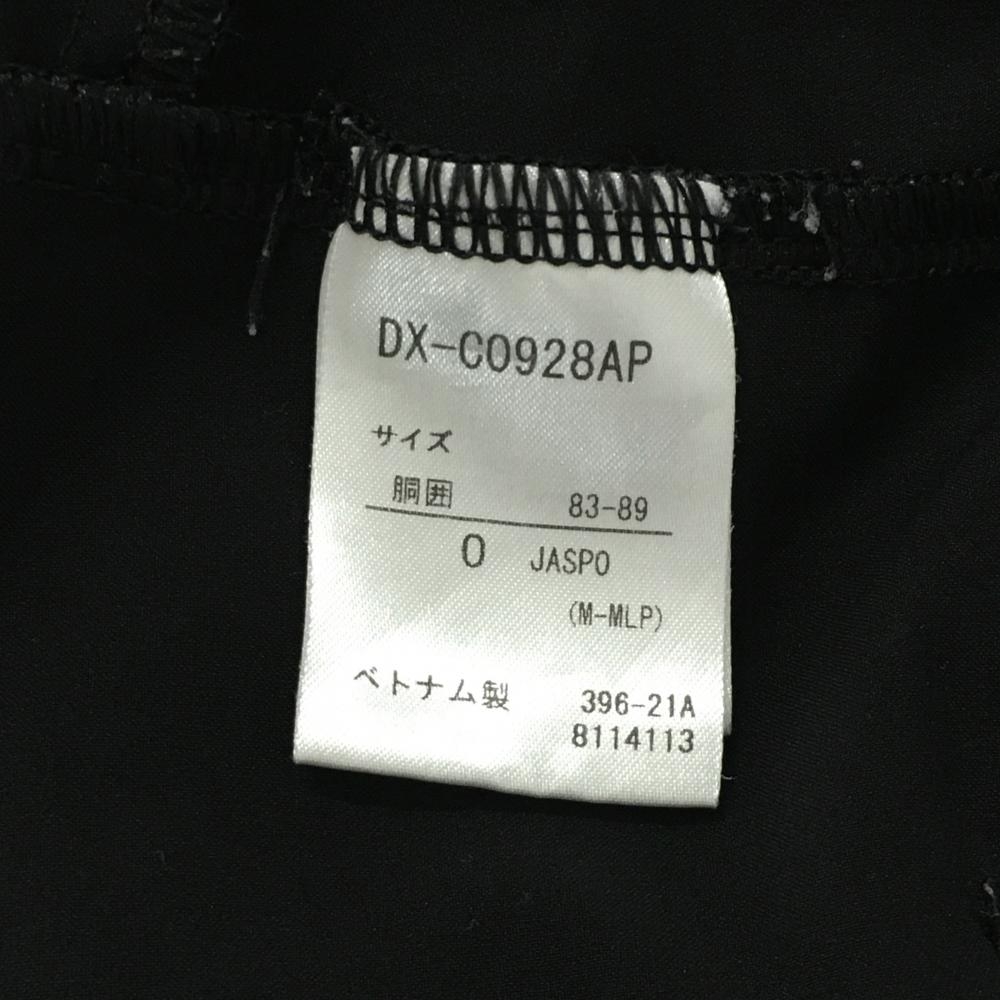 DX-C0928AP
サイズ
胴囲 83-89
O JASPO
(M-MLP)
ベトナム製 396-21A
8114113